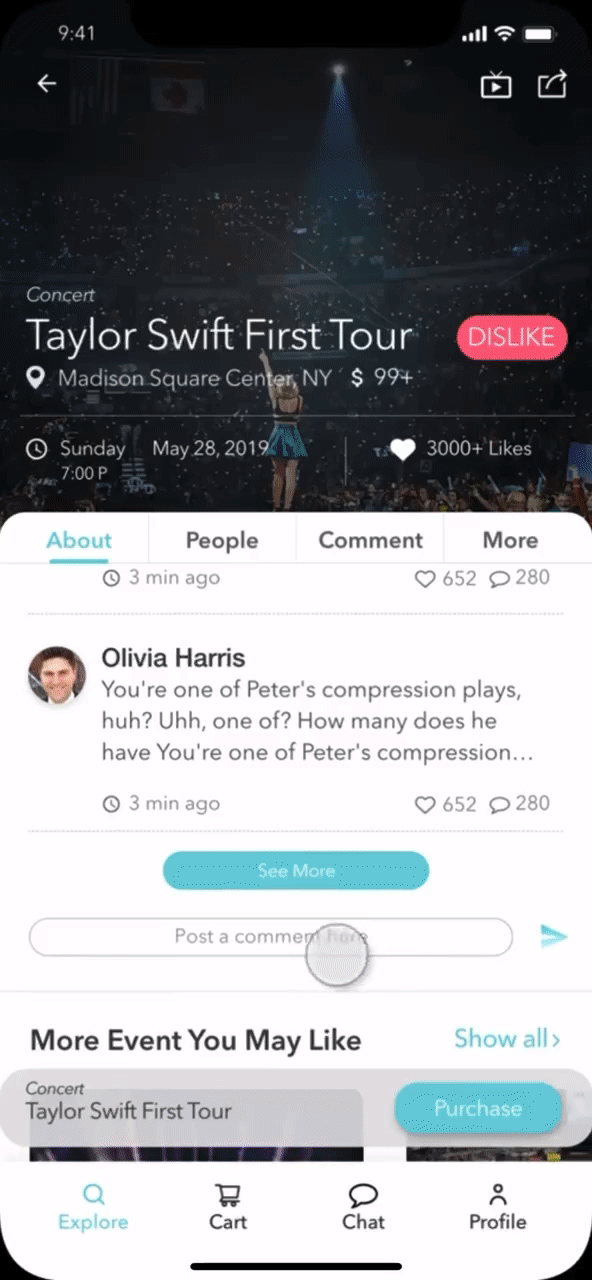 9:41
Concert
Taylor Swift First Tour
DISLIKE
Madison Square Center, NY $ 99+
Sunday May 28, 2019 3000+ Likes
7:00 P
About People Comment More
3 min ago 652 280
Olivia Harris
You're one of Peter's compression plays,
huh? Uhh, one of? How many does he
have You're one of Peter's compression...
3 min ago 652 280
See More
Post a comment here
More Event You May Like Show all›
Concert
Taylor Swift First Tour
Purchase
Explore Cart Chat Profile